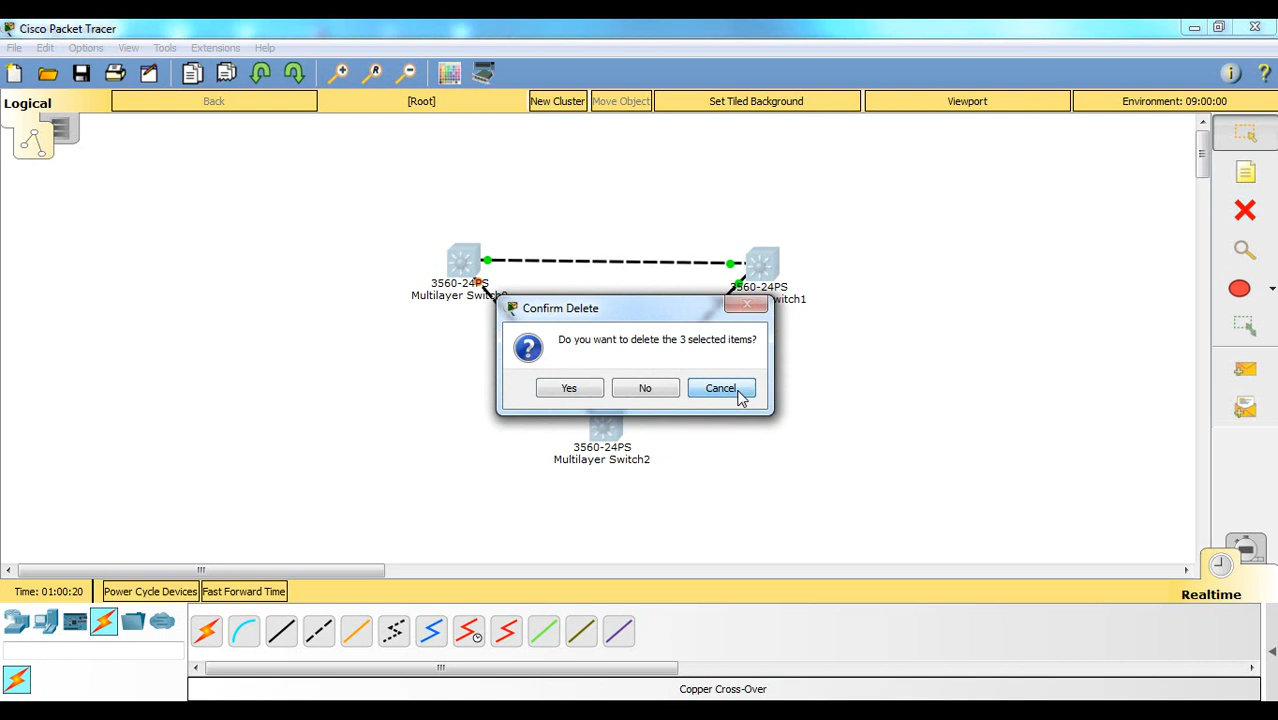 Cisco Packet Tracer
File Edit Options View Tools Extensions Help
Logical
Back
[Root]
New Cluster
Move Object
Set Tiled Background
Viewport
Environment: 09:00:00
3560-24PS
3560-24PS
Multilayer
Confirm Delete
Do you want to delete the 3 selected items?
Yes
No
Cancel
3560-24PS
Multilayer Switch2
Time: 01:00:20
Power Cycle Devices
Fast Forward Time
Realtime
Copper Cross-Over